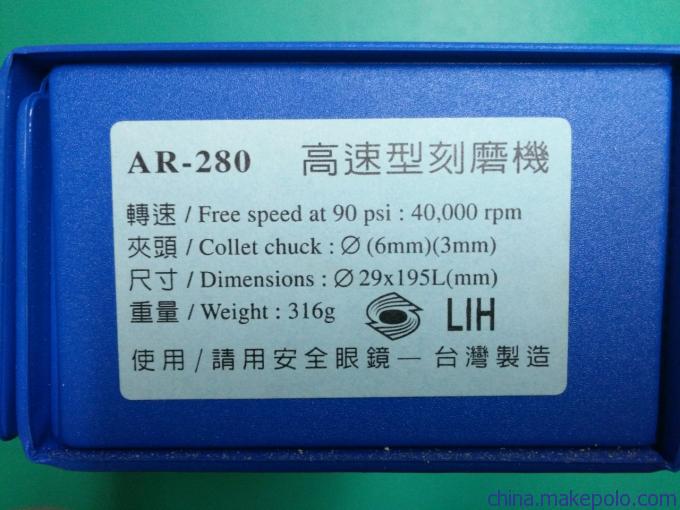 AR-280 高速型刻磨機
轉速 / Free speed at 90 psi : 40,000 rpm
夾頭 / Collet chuck : ∅ (6mm)(3mm)
尺寸 / Dimensions : ∅ 29x195L(mm)
重量 / Weight : 316g LIH
使用 / 請用安全眼鏡 — 台灣製造
china.makepolo.com